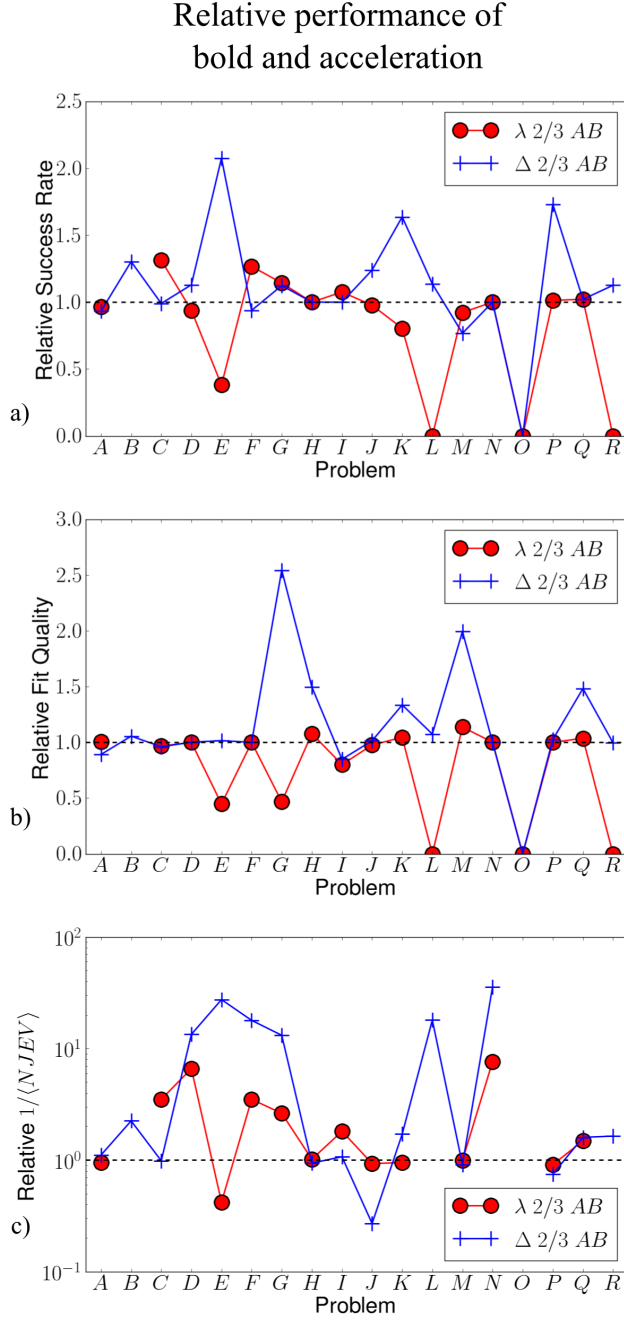 Relative performance of
bold and acceleration
a)
Relative Success Rate
2.5
2.0
1.5
1.0
0.5
0.0
λ 2/3 AB
Δ 2/3 AB
A B C D E F G H I J K L M N O P Q R
Problem
b)
Relative Fit Quality
3.0
2.5
2.0
1.5
1.0
0.5
0.0
λ 2/3 AB
Δ 2/3 AB
A B C D E F G H I J K L M N O P Q R
Problem
c)
Relative 1/⟨NJEV⟩
10²
10¹
10⁰
10⁻¹
λ 2/3 AB
Δ 2/3 AB
A B C D E F G H I J K L M N O P Q R
Problem